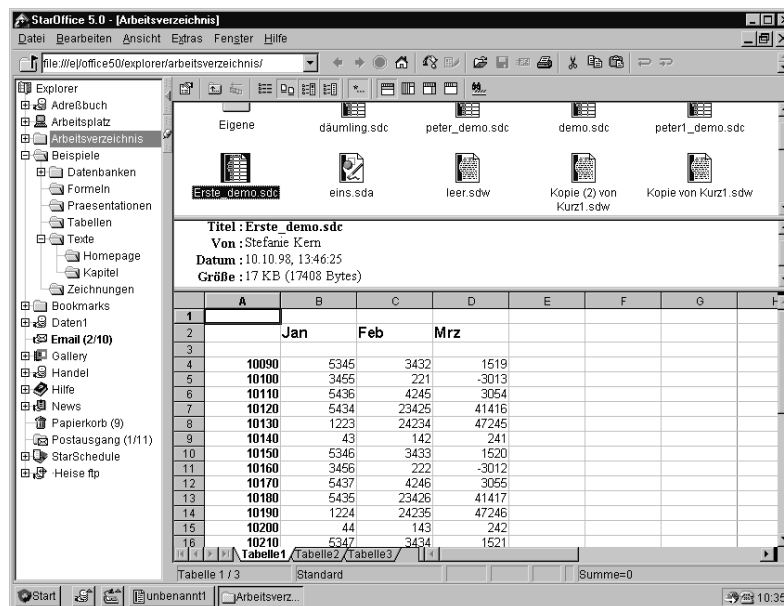 StarOffice 5.0 - [Arbeitsverzeichnis]
Datei Bearbeiten Ansicht Extras Fenster Hilfe
file:///e|/office50/explorer/arbeitsverzeichnis/
Explorer
Adreßbuch
Arbeitsplatz
Arbeitsverzeichnis
Beispiele
Datenbanken
Formeln
Praesentationen
Tabellen
Texte
Homepage
Kapitel
Zeichnungen
Bookmarks
Daten1
Email (2/10)
Gallery
Handel
Hilfe
News
Papierkorb (9)
Postausgang (1/11)
StarSchedule
Heise ftp
Eigene däumling.sdc peter_demo.sdc demo.sdc peter1_demo.sdc
Erste_demo.sdc eins.sda leer.sdw Kopie (2) von Kurz1.sdw Kopie von Kurz1.sdw
Titel : Erste_demo.sdc
Von : Stefanie Kern
Datum : 10.10.98, 13:46:25
Größe : 17 KB (17408 Bytes)
A B C D E F G H
1
2 Jan Feb Mrz
3
4 10090 5345 3432 1519
5 10100 3455 221 -3013
6 10110 5436 4245 3054
7 10120 5434 23425 41416
8 10130 1223 24234 47245
9 10140 43 142 241
10 10150 5346 3433 1520
11 10160 3456 222 -3012
12 10170 5437 4246 3055
13 10180 5435 23426 41417
14 10190 1224 24235 47246
15 10200 44 143 242
16 10210 5347 3434 1521
Tabelle1 Tabelle2 Tabelle3
Tabelle 1 / 3 Standard Summe=0
Start unbenannt1 Arbeitsverz... 10:35